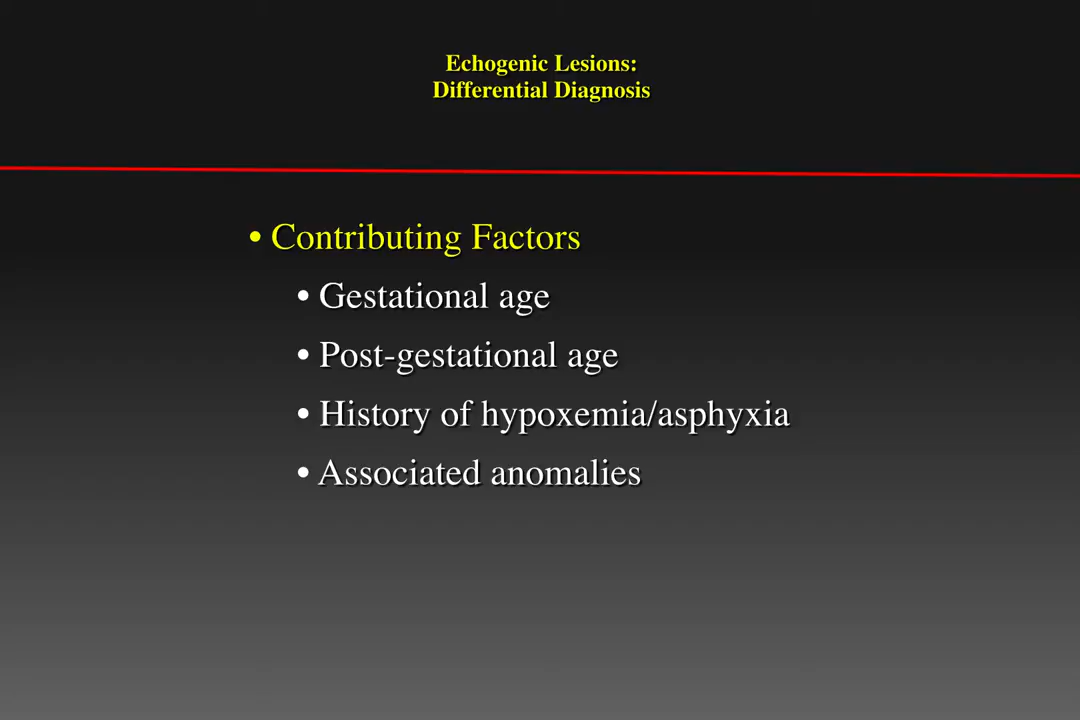 Echogenic Lesions:
Differential Diagnosis
• Contributing Factors
• Gestational age
• Post-gestational age
• History of hypoxemia/asphyxia
• Associated anomalies